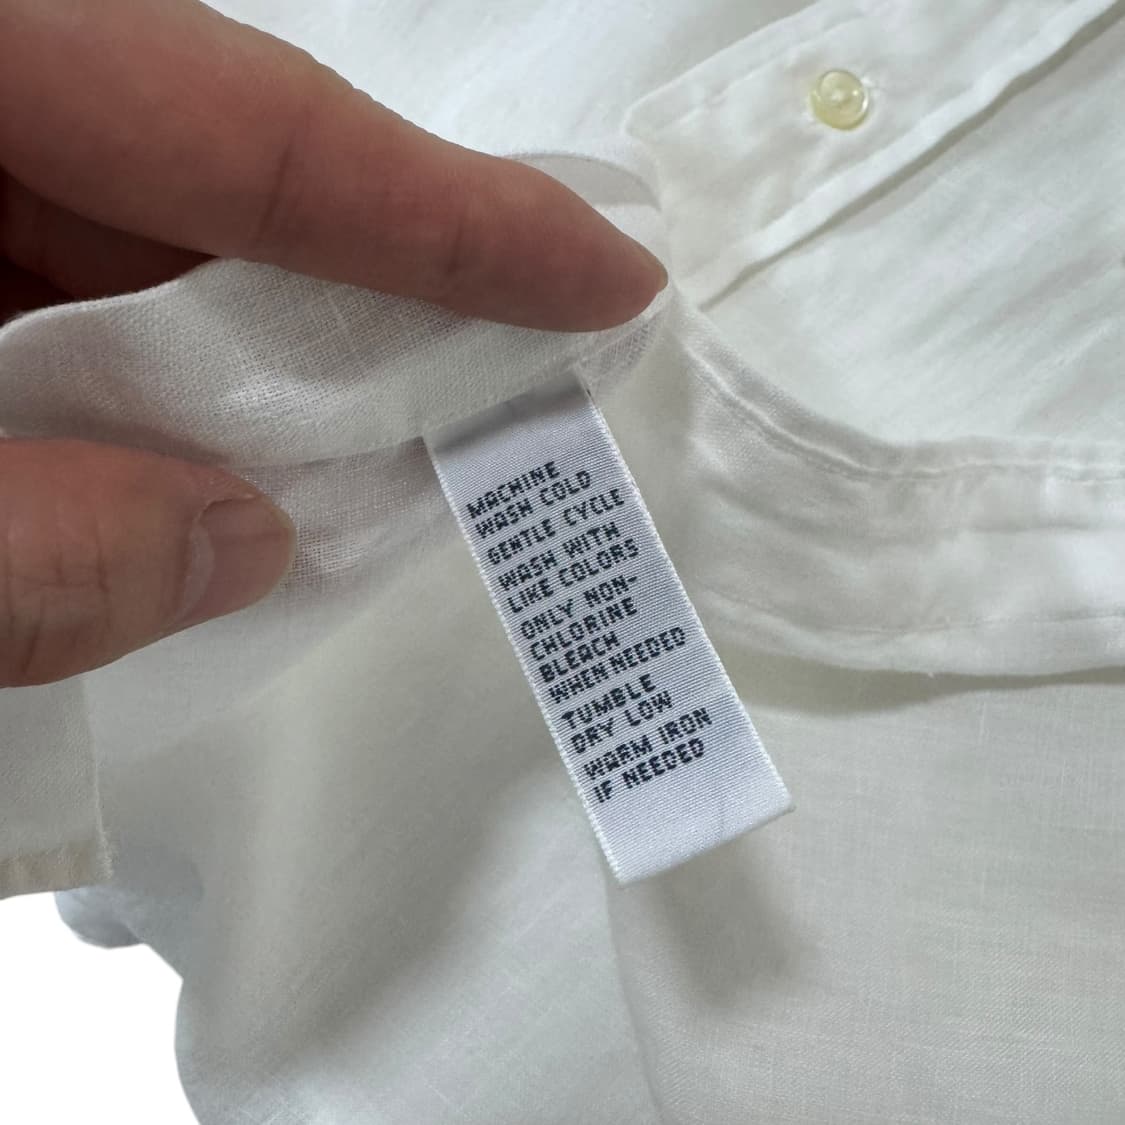 MACHINE
WASH COLD
GENTLE CYCLE
WASH WITH
LIKE COLORS
ONLY NON-
CHLORINE
BLEACH
WHEN NEEDED
TUMBLE
DRY LOW
WARM IRON
IF NEEDED